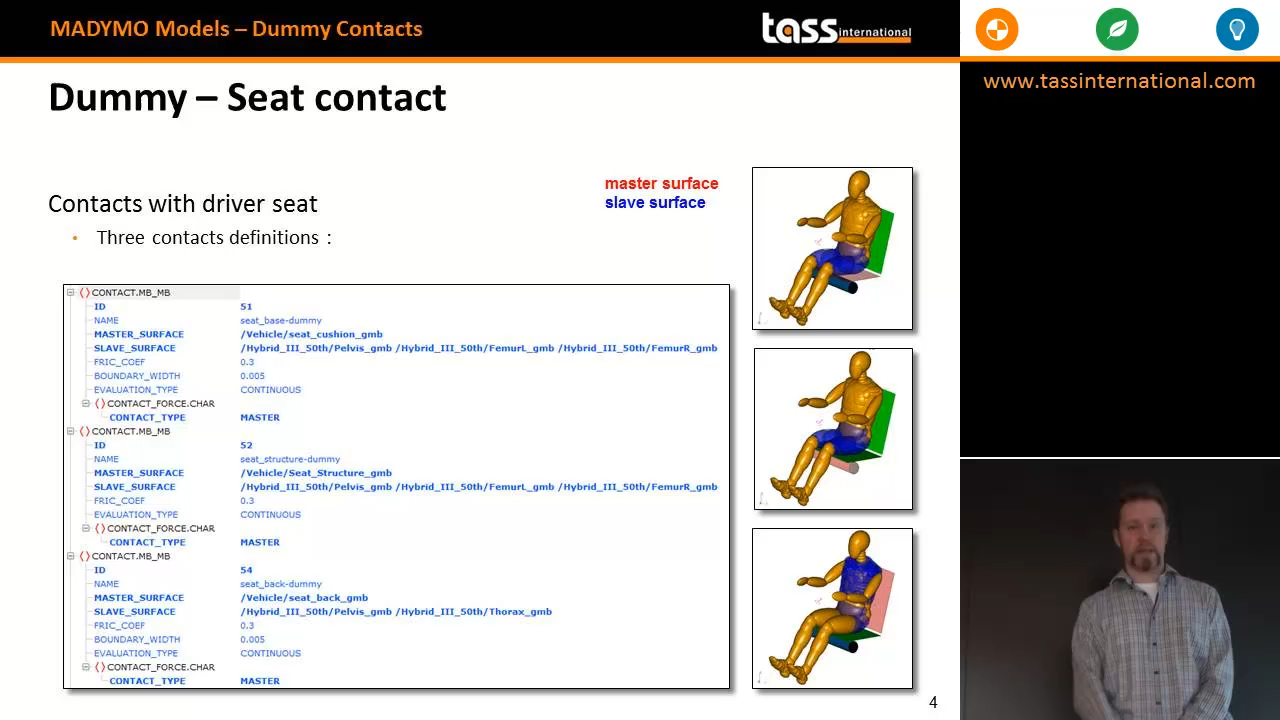 MADYMO Models – Dummy Contacts
tass international
www.tassinternational.com
Dummy – Seat contact
master surface
slave surface
Contacts with driver seat
• Three contacts definitions :
CONTACT.MB_MB
ID 51
NAME seat_base-dummy
MASTER_SURFACE /Vehicle/seat_cushion_gmb
SLAVE_SURFACE /Hybrid_III_50th/Pelvis_gmb /Hybrid_III_50th/FemurL_gmb /Hybrid_III_50th/FemurR_gmb
FRIC_COEF 0.3
BOUNDARY_WIDTH 0.005
EVALUATION_TYPE CONTINUOUS
CONTACT_FORCE.CHAR
CONTACT_TYPE MASTER
CONTACT.MB_MB
ID 52
NAME seat_structure-dummy
MASTER_SURFACE /Vehicle/Seat_Structure_gmb
SLAVE_SURFACE /Hybrid_III_50th/Pelvis_gmb /Hybrid_III_50th/FemurL_gmb /Hybrid_III_50th/FemurR_gmb
FRIC_COEF 0.3
EVALUATION_TYPE CONTINUOUS
CONTACT_FORCE.CHAR
CONTACT_TYPE MASTER
CONTACT.MB_MB
ID 54
NAME seat_back-dummy
MASTER_SURFACE /Vehicle/seat_back_gmb
SLAVE_SURFACE /Hybrid_III_50th/Pelvis_gmb /Hybrid_III_50th/Thorax_gmb
FRIC_COEF 0.3
BOUNDARY_WIDTH 0.005
EVALUATION_TYPE CONTINUOUS
CONTACT_FORCE.CHAR
CONTACT_TYPE MASTER
4